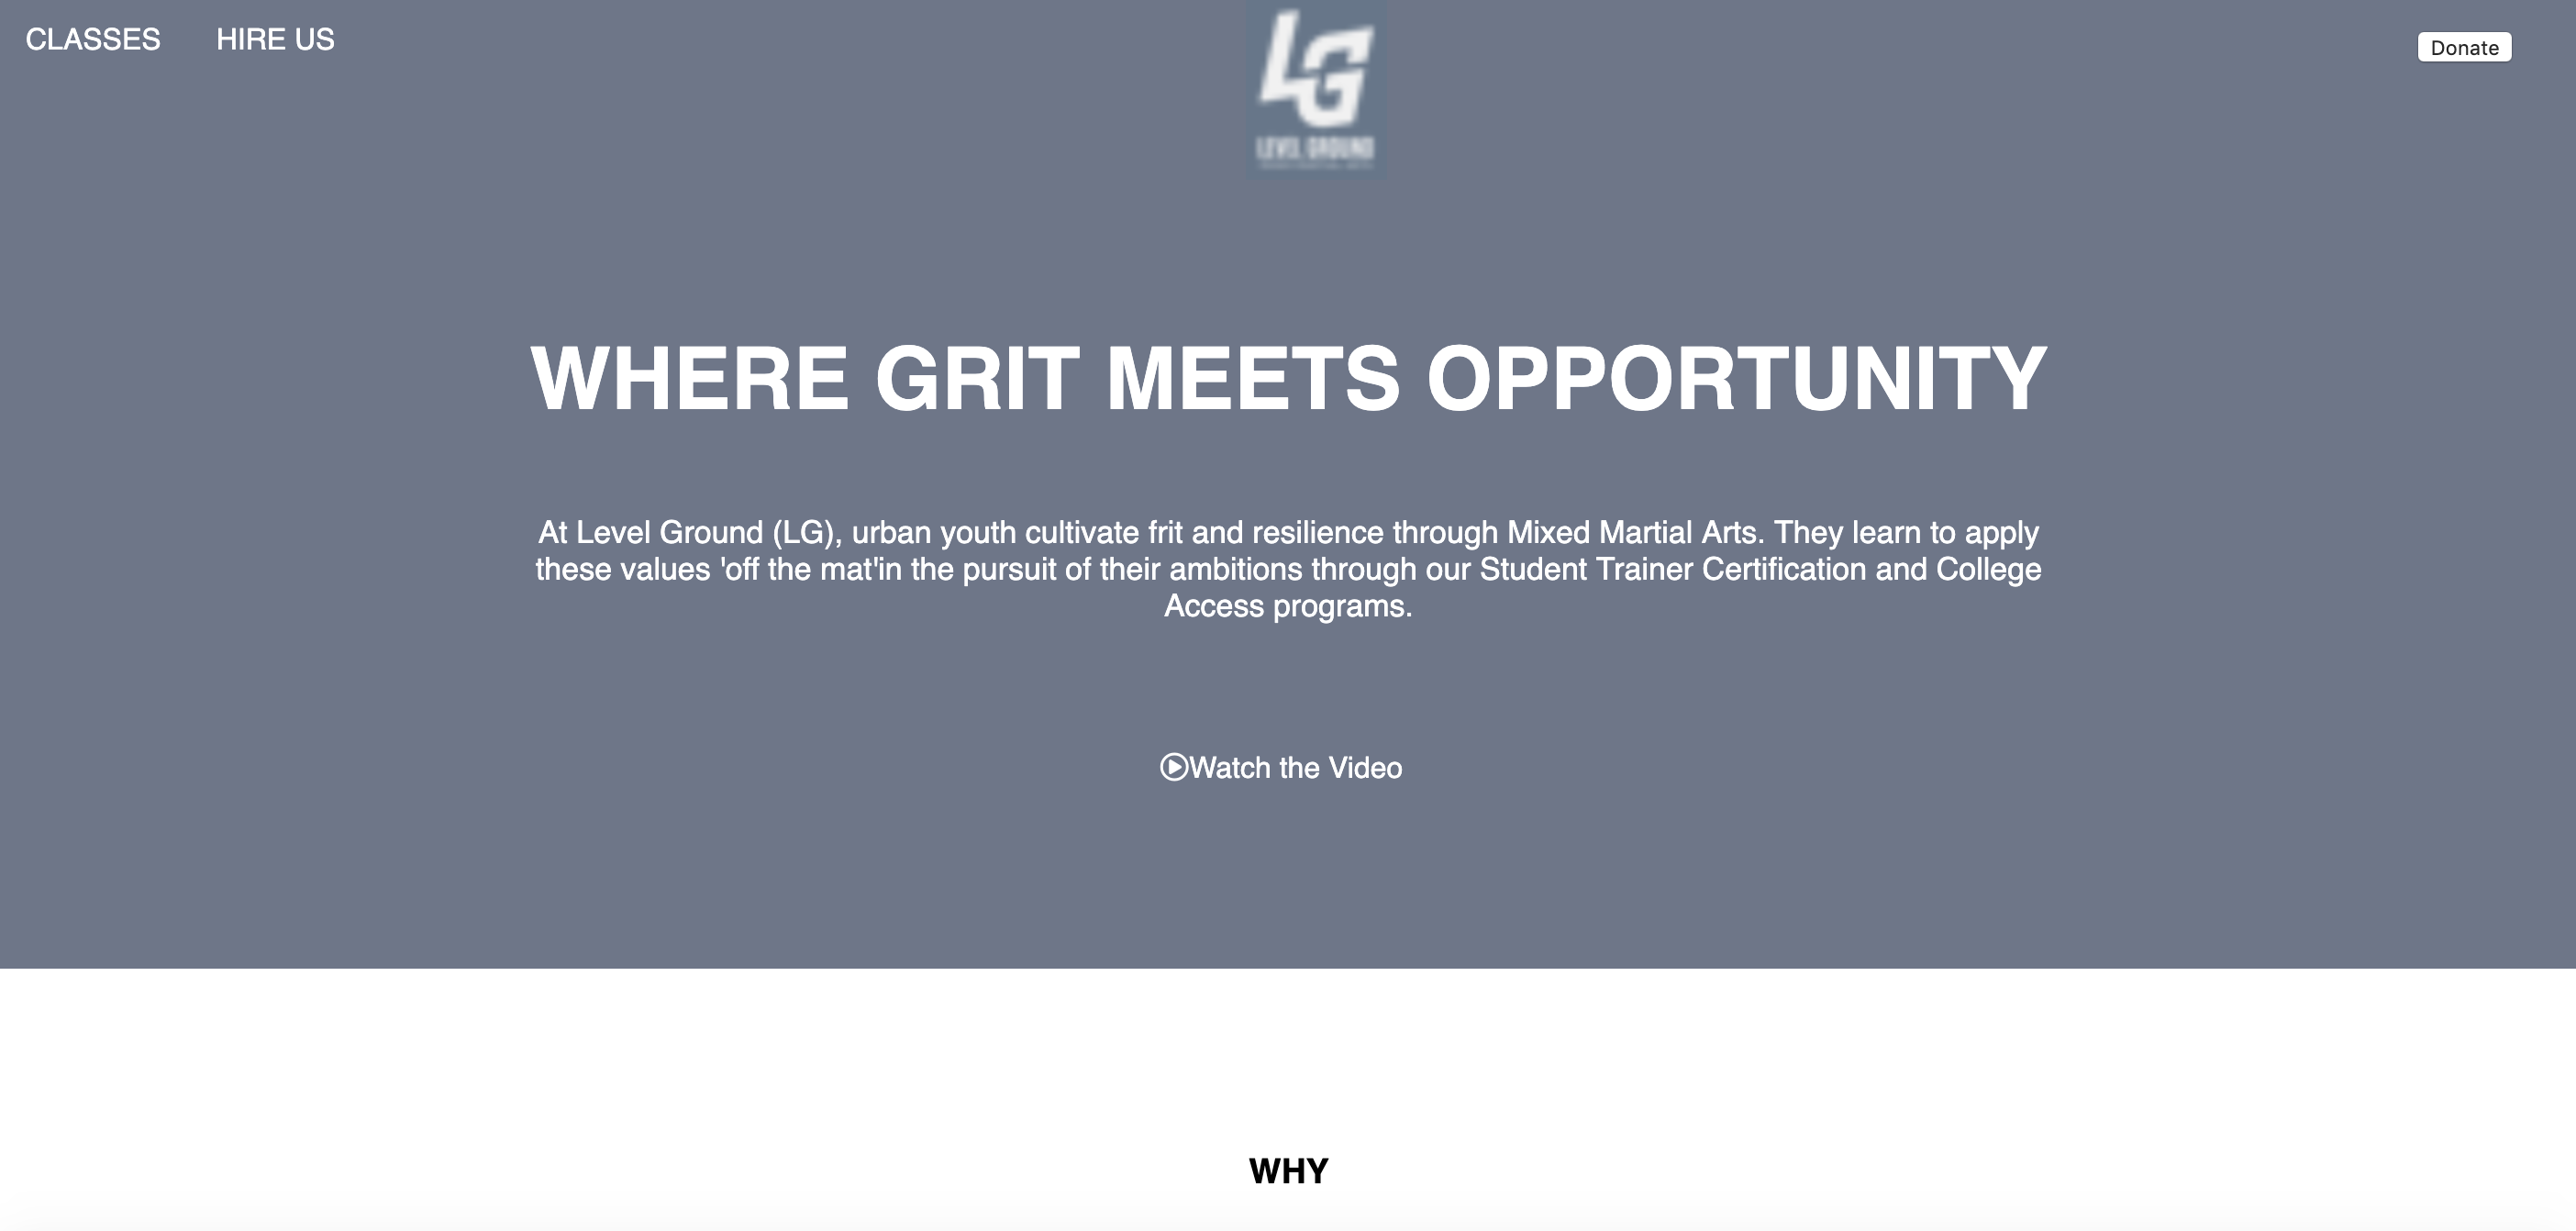 CLASSES HIRE US
LG
LEVEL GROUND
Donate
WHERE GRIT MEETS OPPORTUNITY
At Level Ground (LG), urban youth cultivate frit and resilience through Mixed Martial Arts. They learn to apply
these values 'off the mat'in the pursuit of their ambitions through our Student Trainer Certification and College
Access programs.
Watch the Video
WHY